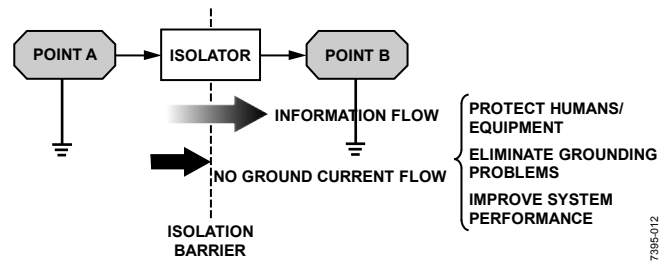 POINT A
ISOLATOR
POINT B
INFORMATION FLOW
NO GROUND CURRENT FLOW
PROTECT HUMANS/
EQUIPMENT
ELIMINATE GROUNDING
PROBLEMS
IMPROVE SYSTEM
PERFORMANCE
ISOLATION
BARRIER
7395-012